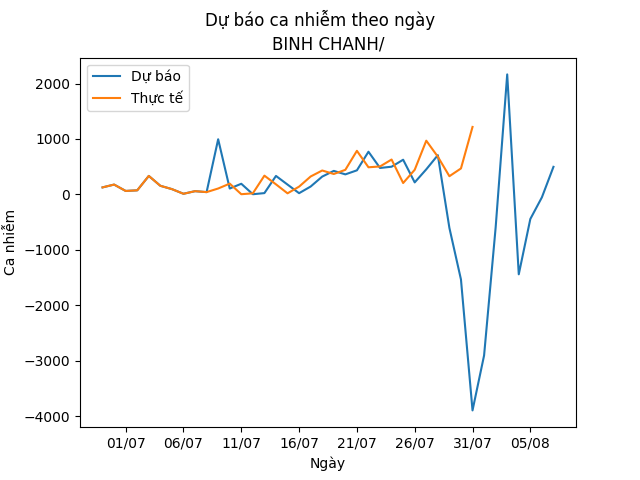 Dự báo ca nhiễm theo ngày
BINH CHANH/
Dự báo
Thực tế
2000
1000
0
−1000
−2000
−3000
−4000
Ca nhiễm
01/07 06/07 11/07 16/07 21/07 26/07 31/07 05/08
Ngày